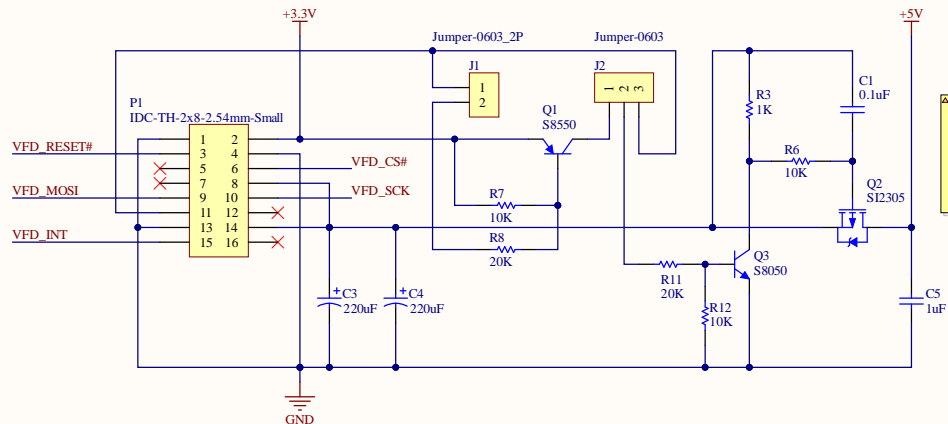 +3.3V
+5V
Jumper-0603_2P
Jumper-0603
J1
J2
1
2
1
2
3
C1
0.1uF
R3
1K
P1
IDC-TH-2x8-2.54mm-Small
Q1
S8550
1
2
3
4
5
6
7
8
9
10
11
12
13
14
15
16
VFD_RESET#
VFD_CS#
VFD_MOSI
VFD_SCK
VFD_INT
R6
10K
Q2
SI2305
R7
10K
R8
20K
Q3
S8050
R11
20K
R12
10K
+
C3
220uF
+
C4
220uF
C5
1uF
GND